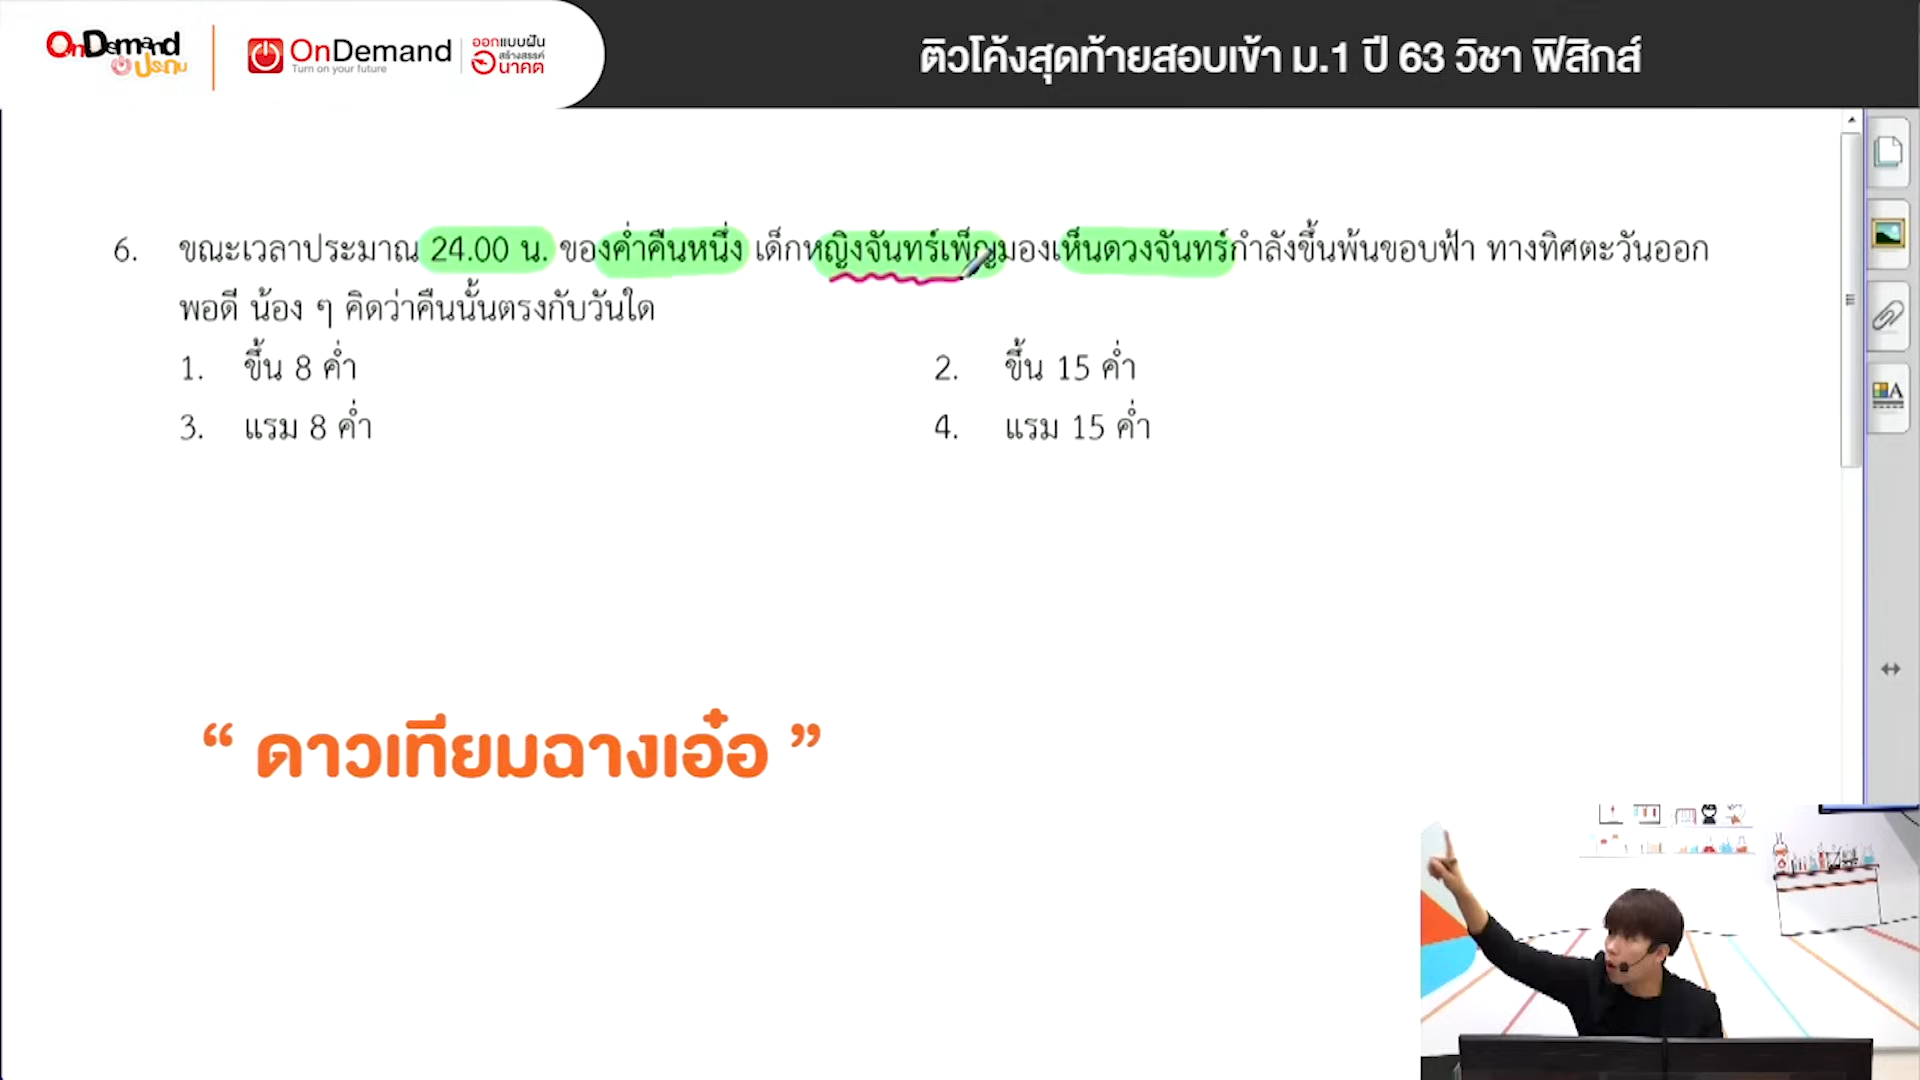 OnDemand ประถม
OnDemand
Turn on your future
ออกแบบฝัน
สร้างสรรค์
อนาคต
ติวโค้งสุดท้ายสอบเข้า ม.1 ปี 63 วิชา ฟิสิกส์
6. ขณะเวลาประมาณ 24.00 น. ของค่ำคืนหนึ่ง เด็กหญิงจันทร์เพ็ญมองเห็นดวงจันทร์กำลังขึ้นพ้นขอบฟ้า ทางทิศตะวันออก
พอดี น้อง ๆ คิดว่าคืนนั้นตรงกับวันใด
1. ขึ้น 8 ค่ำ 2. ขึ้น 15 ค่ำ
3. แรม 8 ค่ำ 4. แรม 15 ค่ำ
“ ดาวเทียมฉางเอ๋อ ”